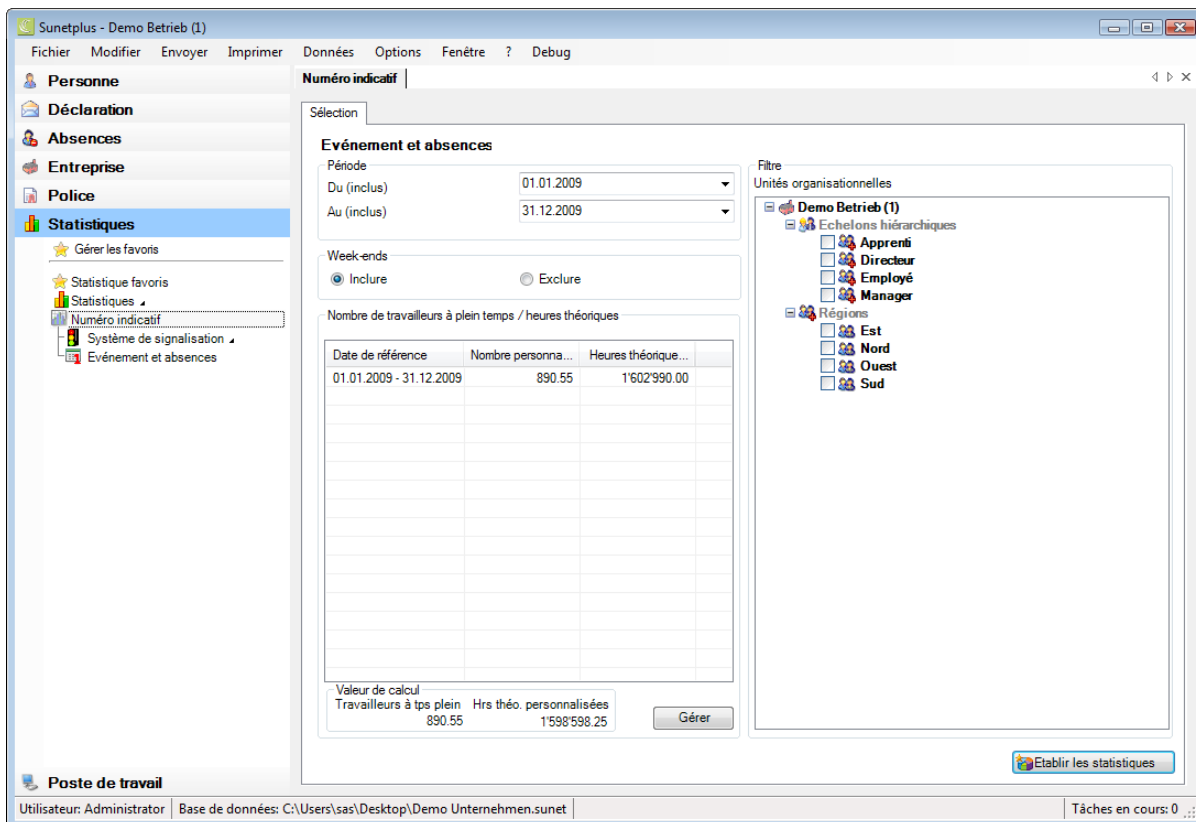 Sunetplus - Demo Betrieb (1)
Fichier Modifier Envoyer Imprimer Données Options Fenêtre ? Debug
Personne
Déclaration
Absences
Entreprise
Police
Statistiques
Gérer les favoris
Statistique favoris
Statistiques
Numéro indicatif
Système de signalisation
Evénement et absences
Poste de travail
Numéro indicatif
Sélection
Evénement et absences
Période
Du (inclus) 01.01.2009
Au (inclus) 31.12.2009
Week-ends
Inclure Exclure
Nombre de travailleurs à plein temps / heures théoriques
Date de référence Nombre personna... Heures théorique...
01.01.2009 - 31.12.2009 890.55 1'602'990.00
Valeur de calcul
Travailleurs à tps plein Hrs théo. personnalisées
890.55 1'598'598.25
Gérer
Filtre
Unités organisationnelles
Demo Betrieb (1)
Echelons hiérarchiques
Apprenti
Directeur
Employé
Manager
Régions
Est
Nord
Ouest
Sud
Etablir les statistiques
Utilisateur: Administrator Base de données: C:\Users\sas\Desktop\Demo Unternehmen.sunet Tâches en cours: 0